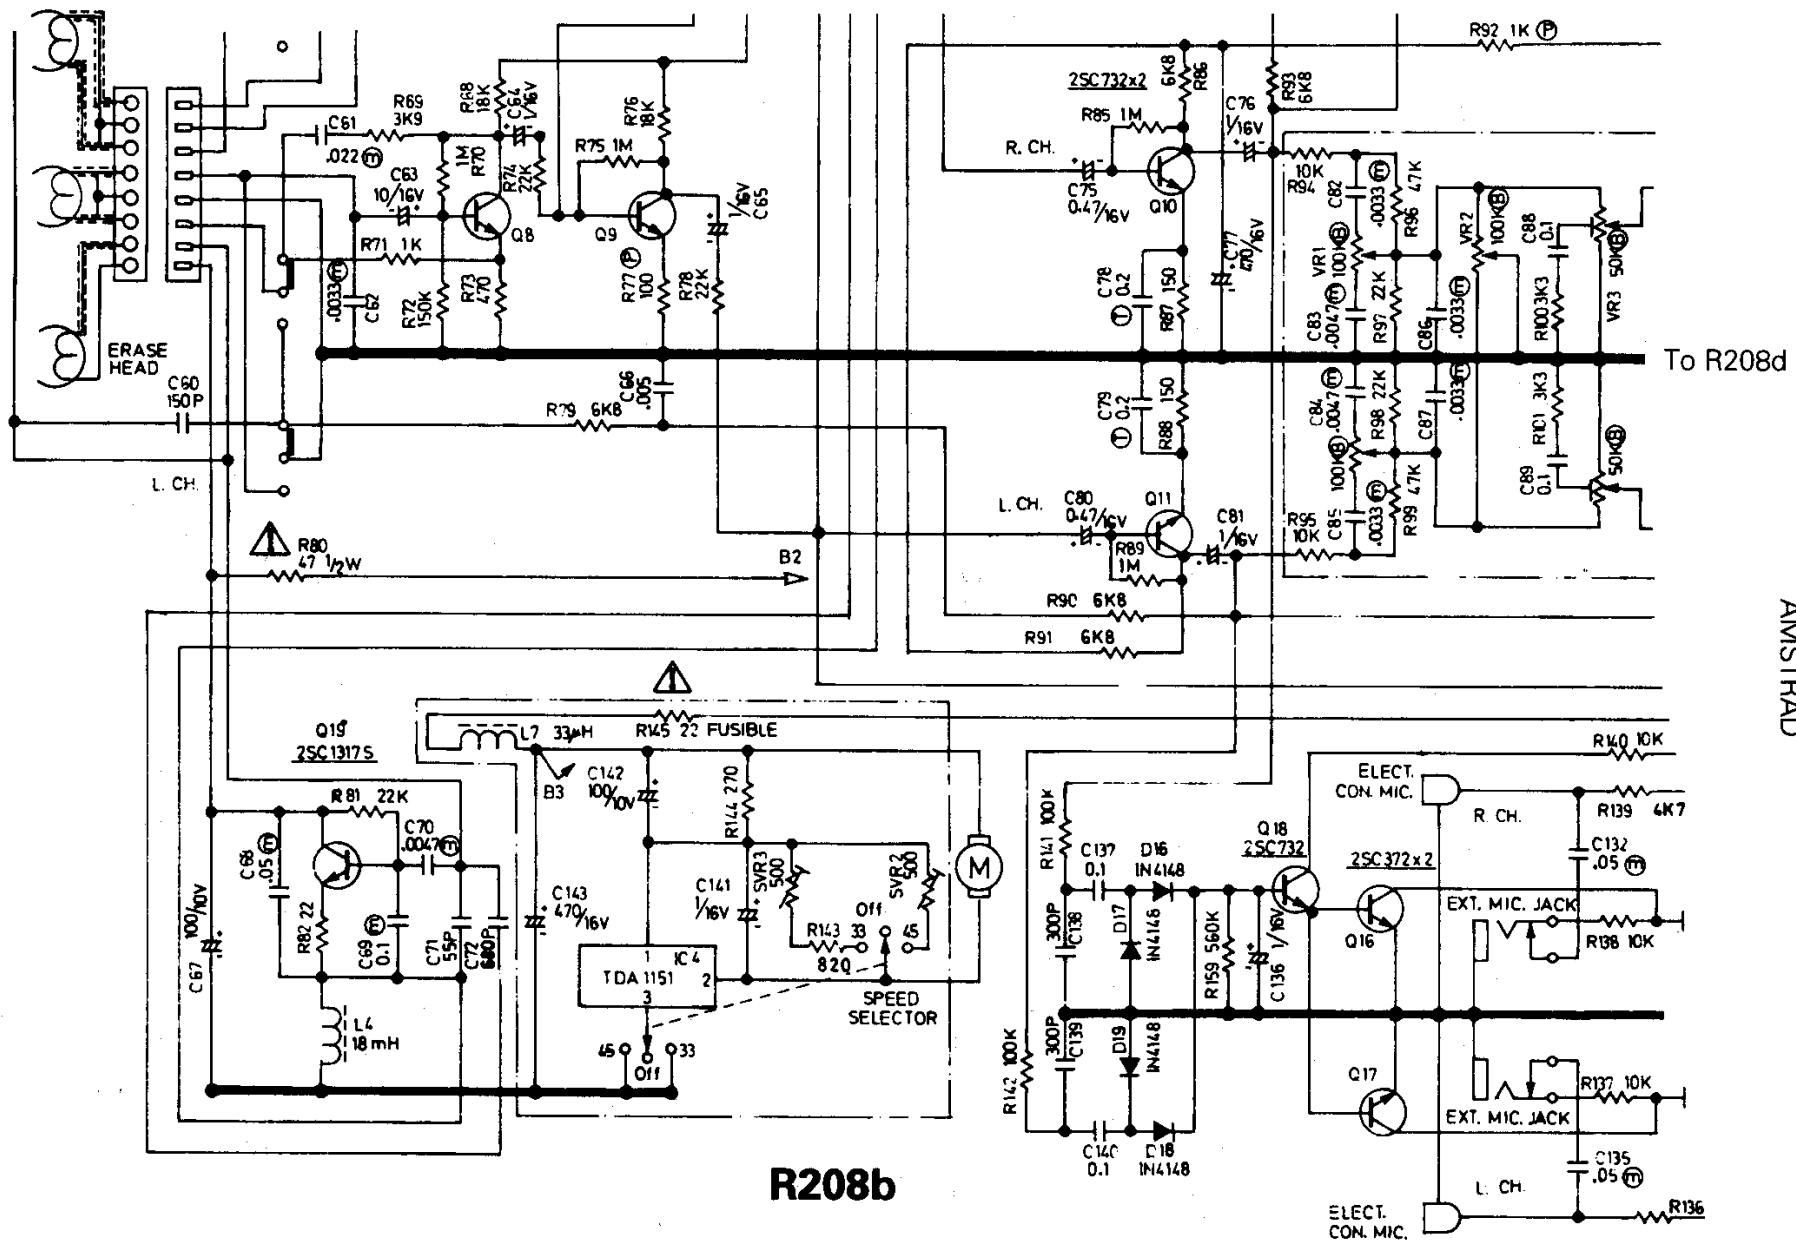 R92 1K P
2SC732x2
6K8
R86
R93
6K8
R68
18K
C64
1/16V
R76
18K
R69
3K9
C61
.022 m
C63
10/16V
1M
R70
R74
22K
R75 1M
1/16V
C65
Q8
Q9
P
R71 1K
.0033 m
C62
R72
150K
R73
470
R77
100
R78
22K
R85 1M
C76
1/16V
R. CH.
C75
0.47/16V
Q10
10K
R94
C82
.0033 m
47K
R96
C77
470/16V
C78
0.2
T
R87 150
VR1
100K B
VR2
100K B
C88
0.1
50K B
VR3
C83
.0047 m
R97 22K
C86
.0033 m
R100 3K3
ERASE
HEAD
To R208d
C60
150P
R79 6K8
C66
.005
C79
0.2
T
R88 150
C84
.0047 m
R98 22K
C87
.0033 m
R101 3K3
100K B
50K B
L. CH.
L. CH.
C80
0.47/16V
Q11
C81
1/16V
R89
1M
R95
10K
C85
.0033 m
R99 47K
C89
0.1
R80
47 1/2W
B2
R90 6K8
R91 6K8
AMSTRAD
Q19
2SC1317S
L7 33µH
R145 22 FUSIBLE
B3
C142
100/10V
R144 270
R81 22K
C70
.0047 m
C68
.05 m
R82 22
C69
0.1
m
C71
55P
C72
680P
C67
100/10V
L4
18mH
C143
470/16V
C141
1/16V
SVR3
500
SVR2
500
M
R143
820
Off
33
45
1
IC4
TDA 1151
2
3
SPEED
SELECTOR
45
33
Off
R140 10K
ELECT.
CON. MIC.
R. CH.
R139 4K7
C132
.05 m
R141 100K
C137
0.1
D16
IN4148
Q18
2SC732
2SC372x2
300P
C138
D17
IN4148
R159 560K
C136 1/16V
Q16
EXT. MIC. JACK
R138 10K
R142 100K
300P
C139
D19
IN4148
C140
0.1
D18
IN4148
Q17
R137 10K
EXT. MIC. JACK
C135
.05 m
L. CH.
R136
ELECT.
CON. MIC.
R208b